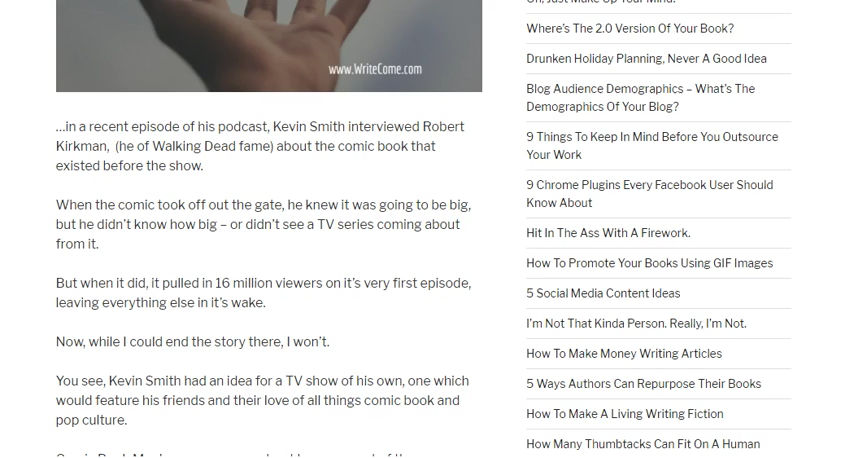 www.WriteCome.com
…in a recent episode of his podcast, Kevin Smith interviewed Robert
Kirkman,  (he of Walking Dead fame) about the comic book that
existed before the show.
When the comic took off out the gate, he knew it was going to be big,
but he didn't know how big – or didn't see a TV series coming about
from it.
But when it did, it pulled in 16 million viewers on it's very first episode,
leaving everything else in it's wake.
Now, while I could end the story there, I won't.
You see, Kevin Smith had an idea for a TV show of his own, one which
would feature his friends and their love of all things comic book and
pop culture.
Where's The 2.0 Version Of Your Book?
Drunken Holiday Planning, Never A Good Idea
Blog Audience Demographics – What's The
Demographics Of Your Blog?
9 Things To Keep In Mind Before You Outsource
Your Work
9 Chrome Plugins Every Facebook User Should
Know About
Hit In The Ass With A Firework.
How To Promote Your Books Using GIF Images
5 Social Media Content Ideas
I'm Not That Kinda Person. Really, I'm Not.
How To Make Money Writing Articles
5 Ways Authors Can Repurpose Their Books
How To Make A Living Writing Fiction
How Many Thumbtacks Can Fit On A Human